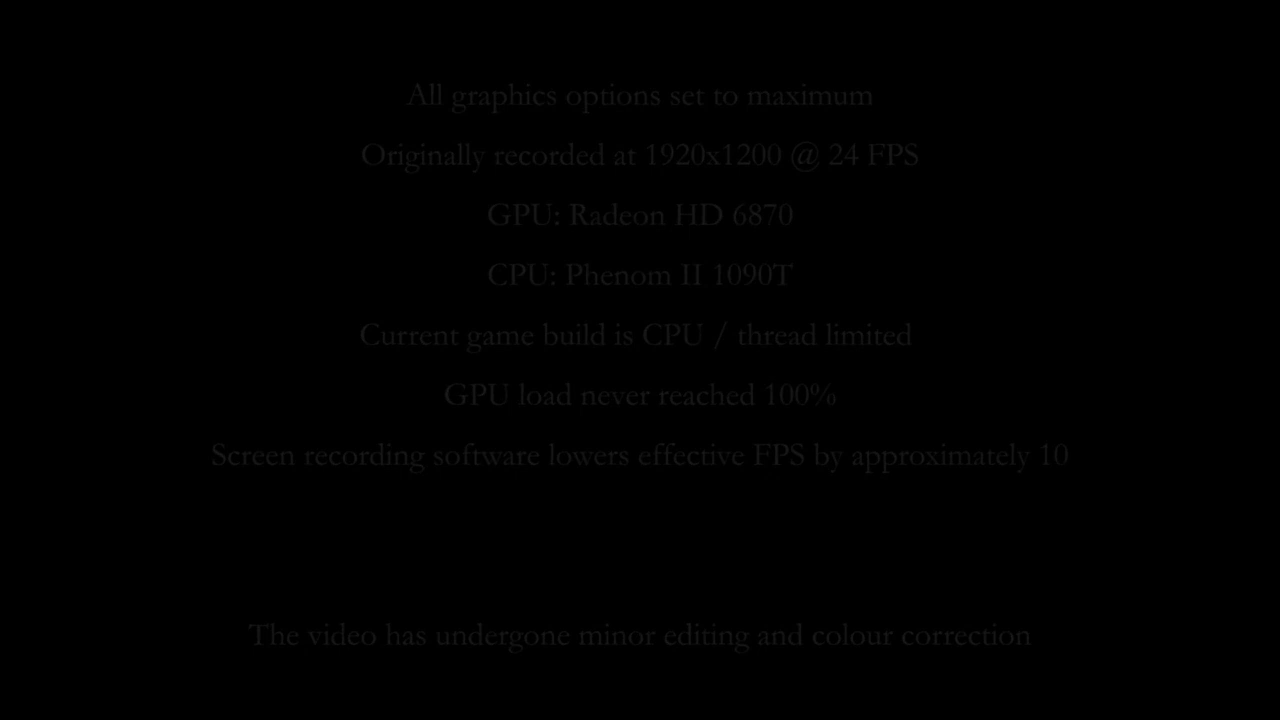 All graphics options set to maximum
Originally recorded at 1920x1200 @ 24 FPS
GPU: Radeon HD 6870
CPU: Phenom II 1090T
Current game build is CPU / thread limited
GPU load never reached 100%
Screen recording software lowers effective FPS by approximately 10
The video has undergone minor editing and colour correction